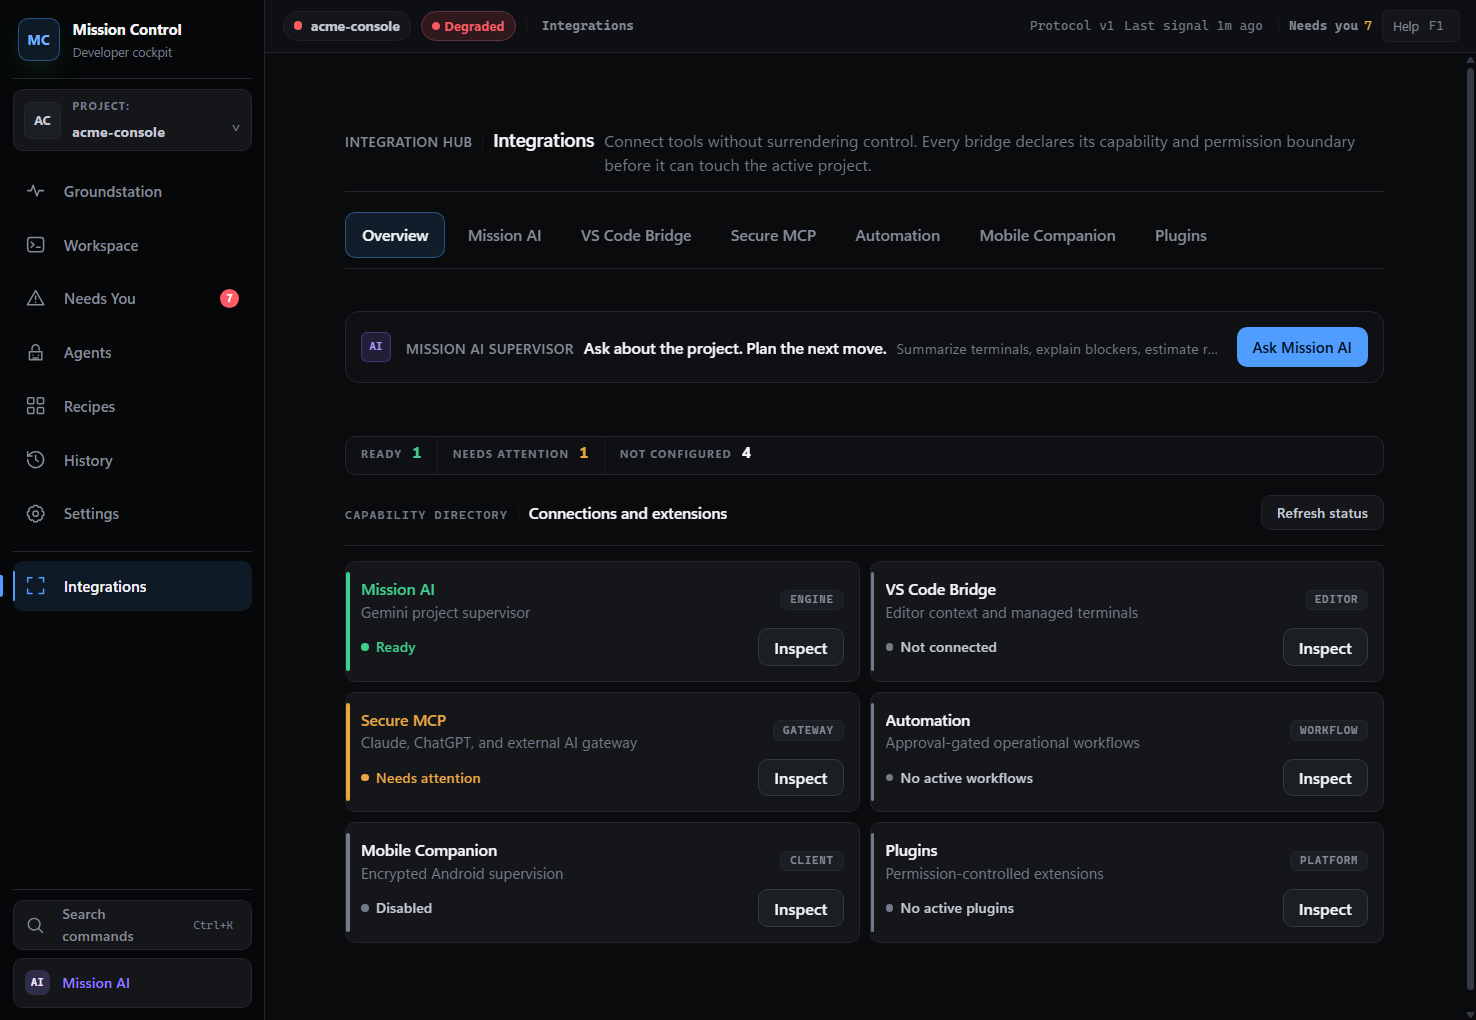 MC
Mission Control
Developer cockpit
AC
PROJECT:
acme-console
Groundstation
Workspace
Needs You
7
Agents
Recipes
History
Settings
Integrations
Search commands
Ctrl+K
AI
Mission AI
acme-console
Degraded
Integrations
Protocol v1
Last signal 1m ago
Needs you 7
Help F1
INTEGRATION HUB
Integrations
Connect tools without surrendering control. Every bridge declares its capability and permission boundary
before it can touch the active project.
Overview
Mission AI
VS Code Bridge
Secure MCP
Automation
Mobile Companion
Plugins
AI
MISSION AI SUPERVISOR
Ask about the project. Plan the next move.
Summarize terminals, explain blockers, estimate r...
Ask Mission AI
READY 1
NEEDS ATTENTION 1
NOT CONFIGURED 4
CAPABILITY DIRECTORY
Connections and extensions
Refresh status
Mission AI
Gemini project supervisor
ENGINE
Ready
Inspect
VS Code Bridge
Editor context and managed terminals
EDITOR
Not connected
Inspect
Secure MCP
Claude, ChatGPT, and external AI gateway
GATEWAY
Needs attention
Inspect
Automation
Approval-gated operational workflows
WORKFLOW
No active workflows
Inspect
Mobile Companion
Encrypted Android supervision
CLIENT
Disabled
Inspect
Plugins
Permission-controlled extensions
PLATFORM
No active plugins
Inspect